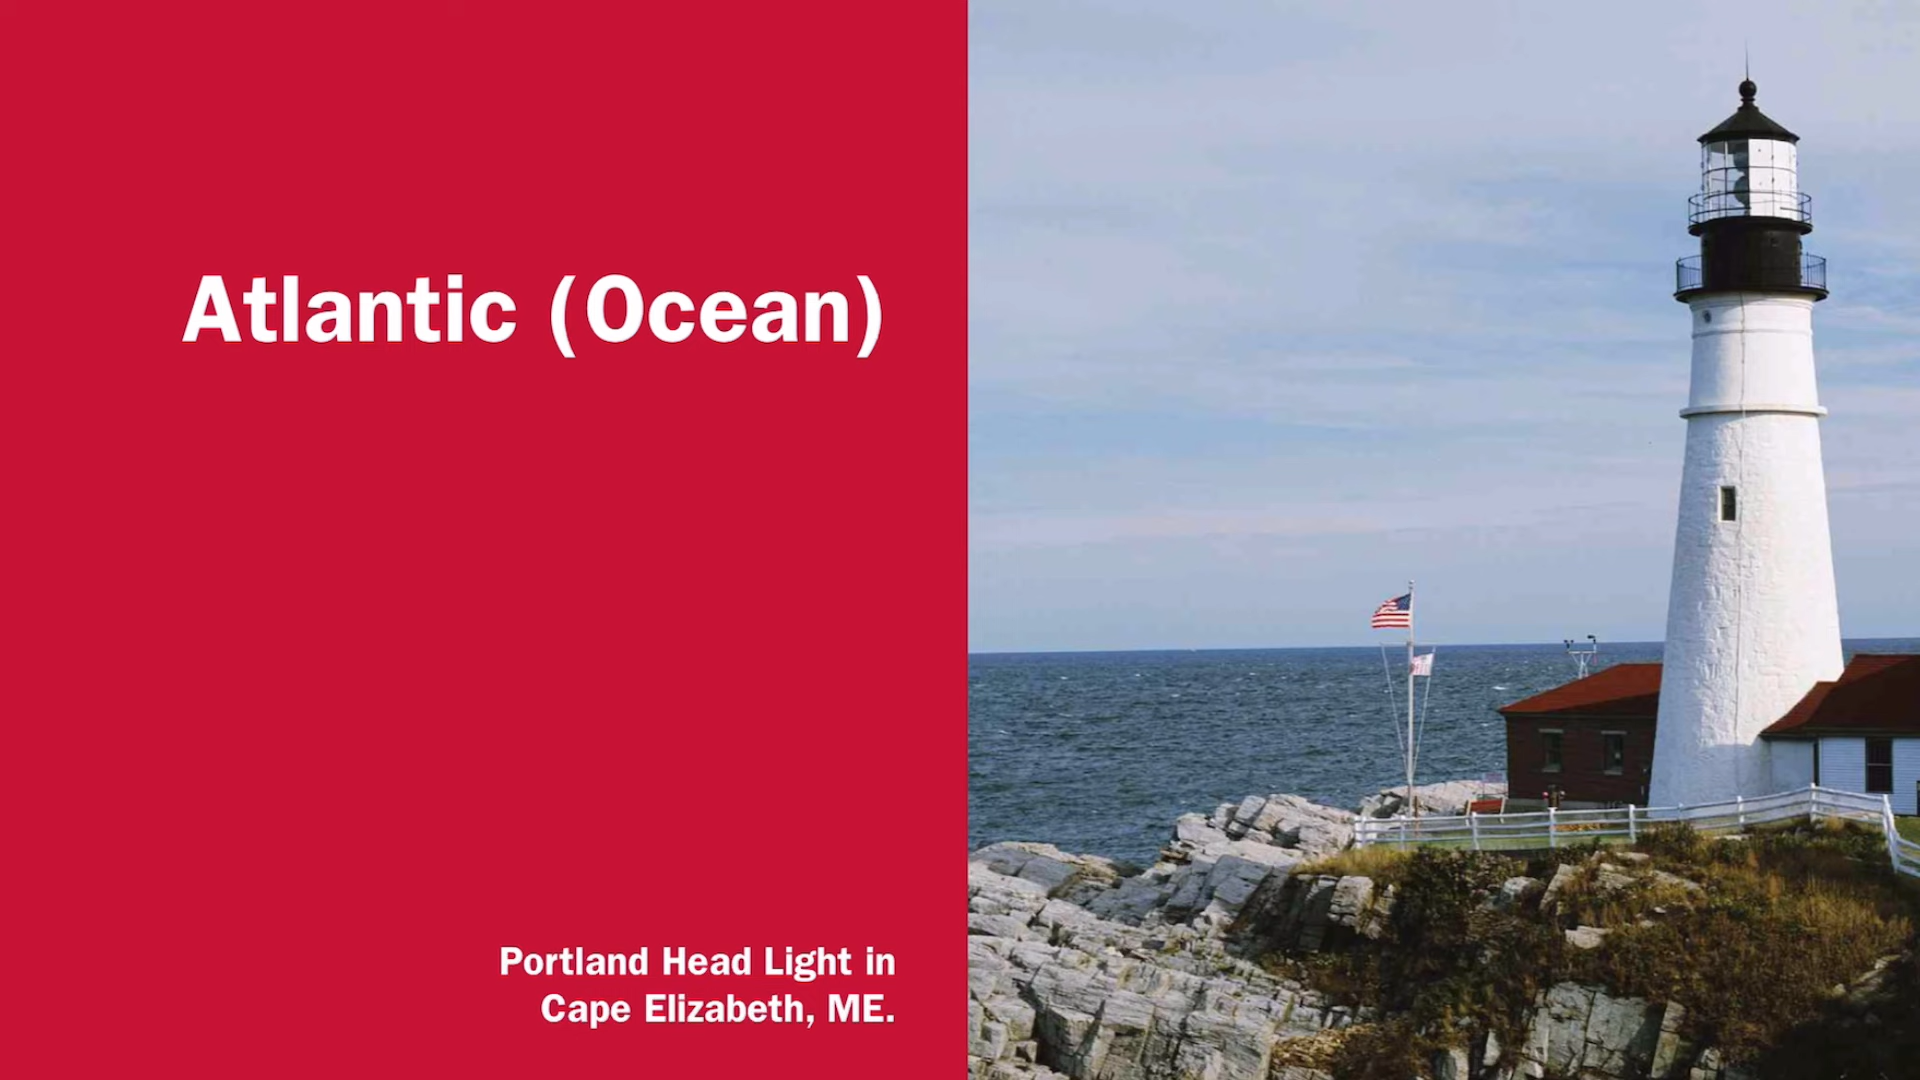 Atlantic (Ocean)
Portland Head Light in
Cape Elizabeth, ME.